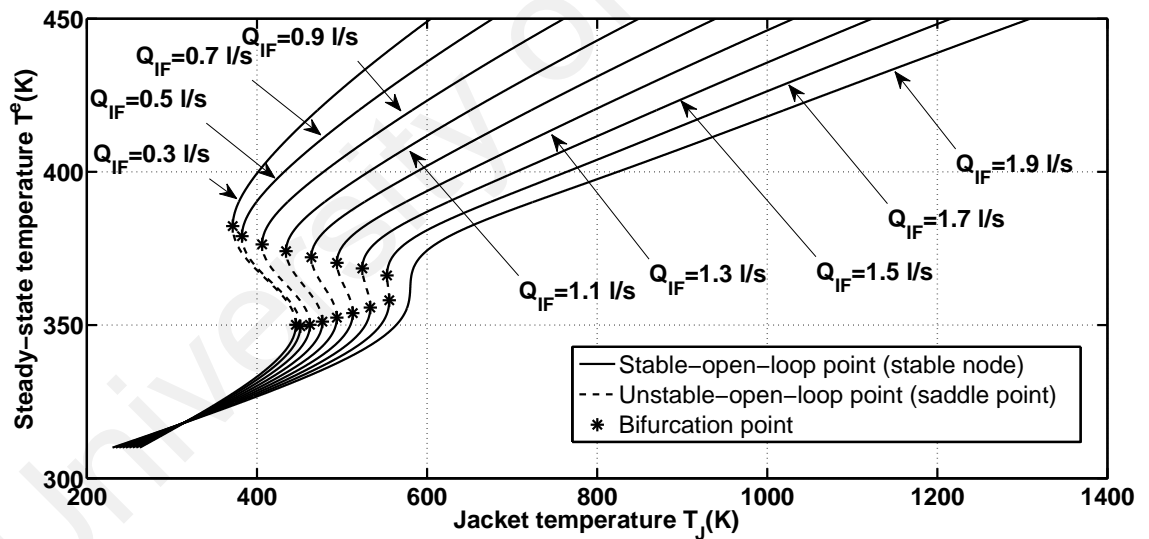 450
400
350
300
200
400
600
800
1000
1200
1400
Steady−state temperature Tᵉ(K)
Jacket temperature T_J(K)
Q_IF=0.9 l/s
Q_IF=0.7 l/s
Q_IF=0.5 l/s
Q_IF=0.3 l/s
Q_IF=1.1 l/s
Q_IF=1.3 l/s
Q_IF=1.5 l/s
Q_IF=1.7 l/s
Q_IF=1.9 l/s
Stable−open−loop point (stable node)
Unstable−open−loop point (saddle point)
Bifurcation point
University o